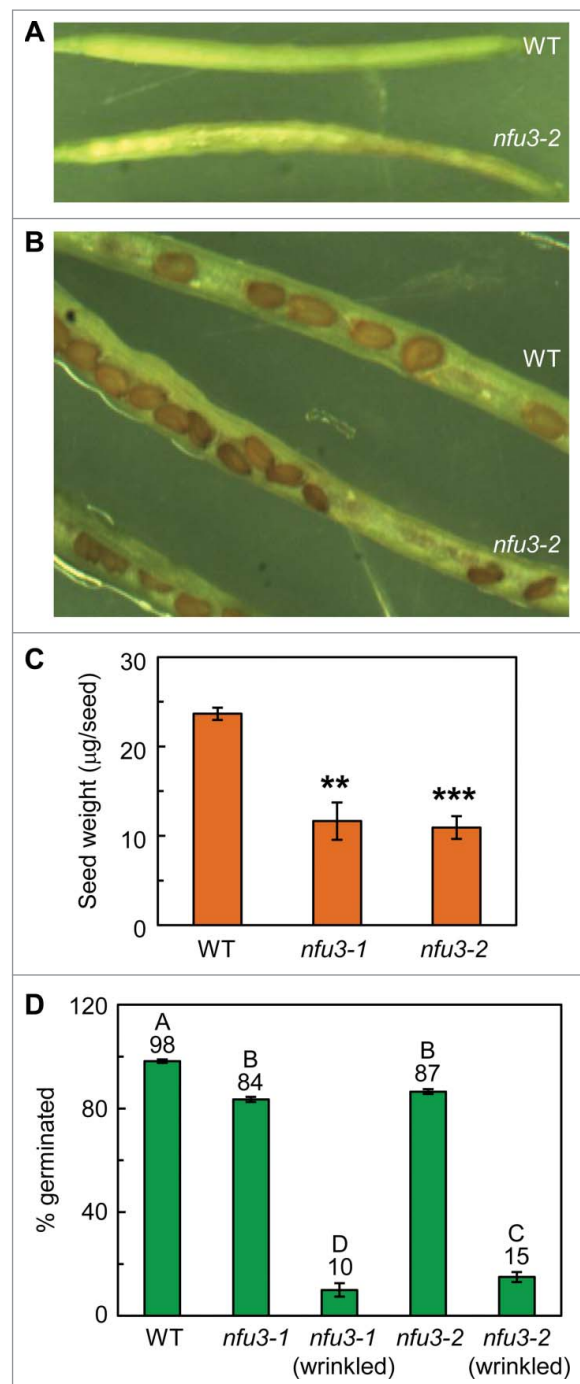 A
WT
nfu3-2
B
WT
nfu3-2
C
Seed weight (µg/seed)
30
20
10
0
**
***
WT
nfu3-1
nfu3-2
D
% germinated
120
80
40
0
A
98
B
84
D
10
B
87
C
15
WT
nfu3-1
nfu3-1
(wrinkled)
nfu3-2
nfu3-2
(wrinkled)